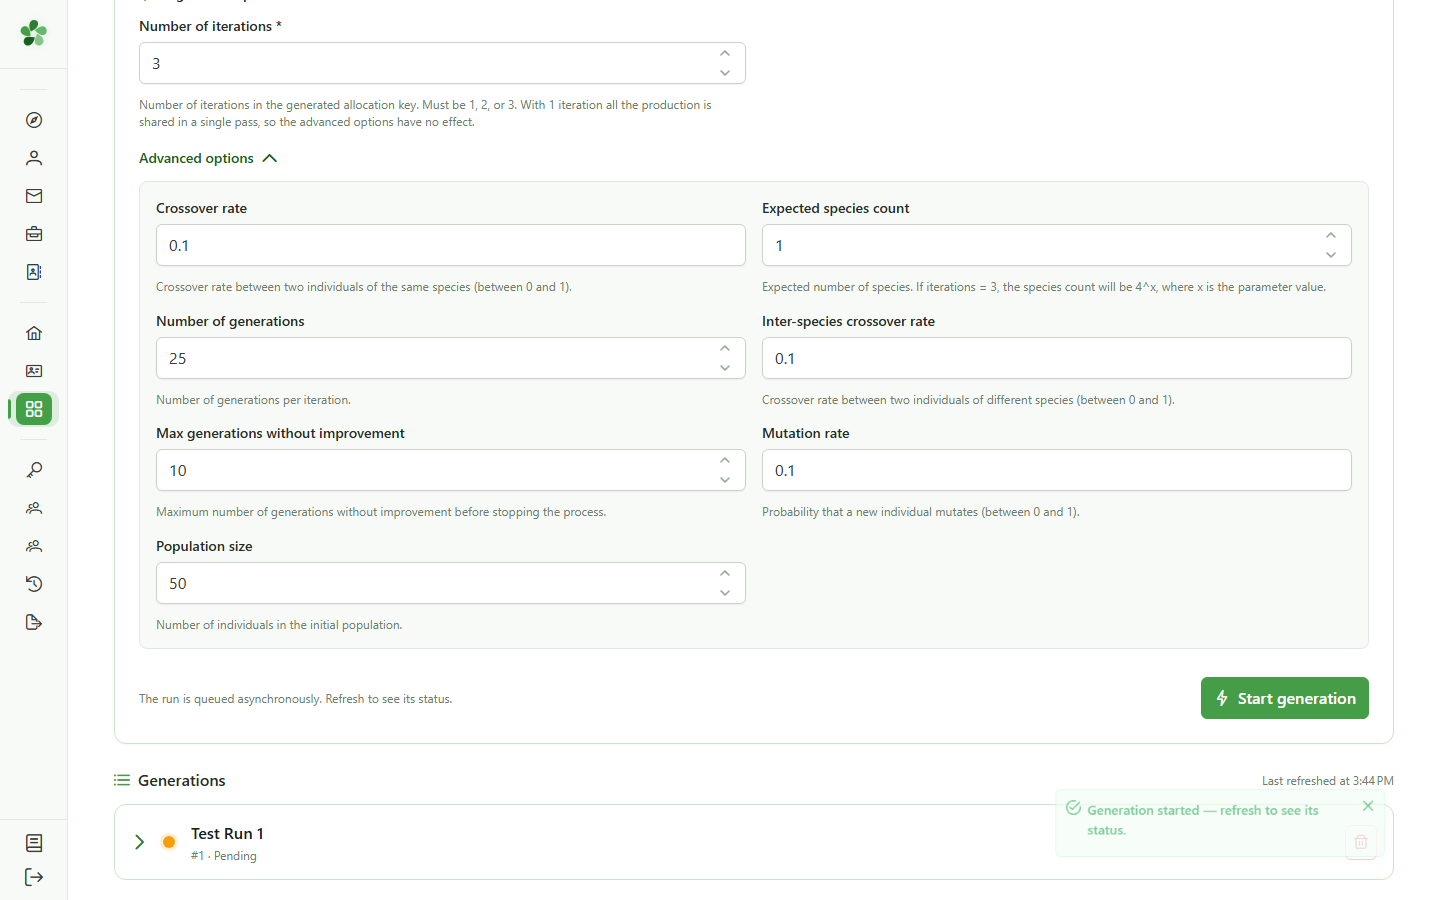 Number of iterations *
3
Number of iterations in the generated allocation key. Must be 1, 2, or 3. With 1 iteration all the production is
shared in a single pass, so the advanced options have no effect.
Advanced options
Crossover rate
0.1
Crossover rate between two individuals of the same species (between 0 and 1).
Expected species count
1
Expected number of species. If iterations = 3, the species count will be 4^x, where x is the parameter value.
Number of generations
25
Number of generations per iteration.
Inter-species crossover rate
0.1
Crossover rate between two individuals of different species (between 0 and 1).
Max generations without improvement
10
Maximum number of generations without improvement before stopping the process.
Mutation rate
0.1
Probability that a new individual mutates (between 0 and 1).
Population size
50
Number of individuals in the initial population.
The run is queued asynchronously. Refresh to see its status.
Start generation
Generations
Last refreshed at 3:44 PM
Test Run 1
#1 · Pending
Generation started — refresh to see its
status.